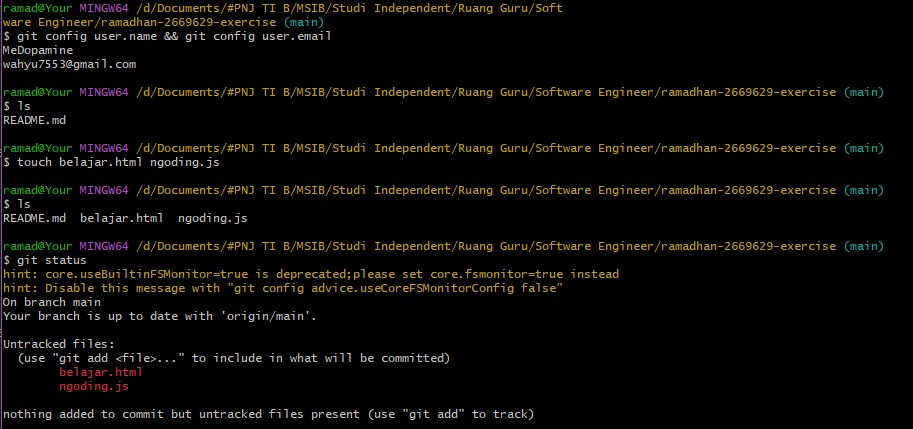 ramad@Your MINGW64 /d/Documents/#PNJ TI B/MSIB/Studi Independent/Ruang Guru/Soft
ware Engineer/ramadhan-2669629-exercise (main)
$ git config user.name && git config user.email
MeDopamine
wahyu7553@gmail.com
ramad@Your MINGW64 /d/Documents/#PNJ TI B/MSIB/Studi Independent/Ruang Guru/Software Engineer/ramadhan-2669629-exercise (main)
$ ls
README.md
ramad@Your MINGW64 /d/Documents/#PNJ TI B/MSIB/Studi Independent/Ruang Guru/Software Engineer/ramadhan-2669629-exercise (main)
$ touch belajar.html ngoding.js
ramad@Your MINGW64 /d/Documents/#PNJ TI B/MSIB/Studi Independent/Ruang Guru/Software Engineer/ramadhan-2669629-exercise (main)
$ ls
README.md  belajar.html  ngoding.js
ramad@Your MINGW64 /d/Documents/#PNJ TI B/MSIB/Studi Independent/Ruang Guru/Software Engineer/ramadhan-2669629-exercise (main)
$ git status
hint: core.useBuiltinFSMonitor=true is deprecated;please set core.fsmonitor=true instead
hint: Disable this message with "git config advice.useCoreFSMonitorConfig false"
On branch main
Your branch is up to date with 'origin/main'.
Untracked files:
  (use "git add <file>..." to include in what will be committed)
        belajar.html
        ngoding.js
nothing added to commit but untracked files present (use "git add" to track)